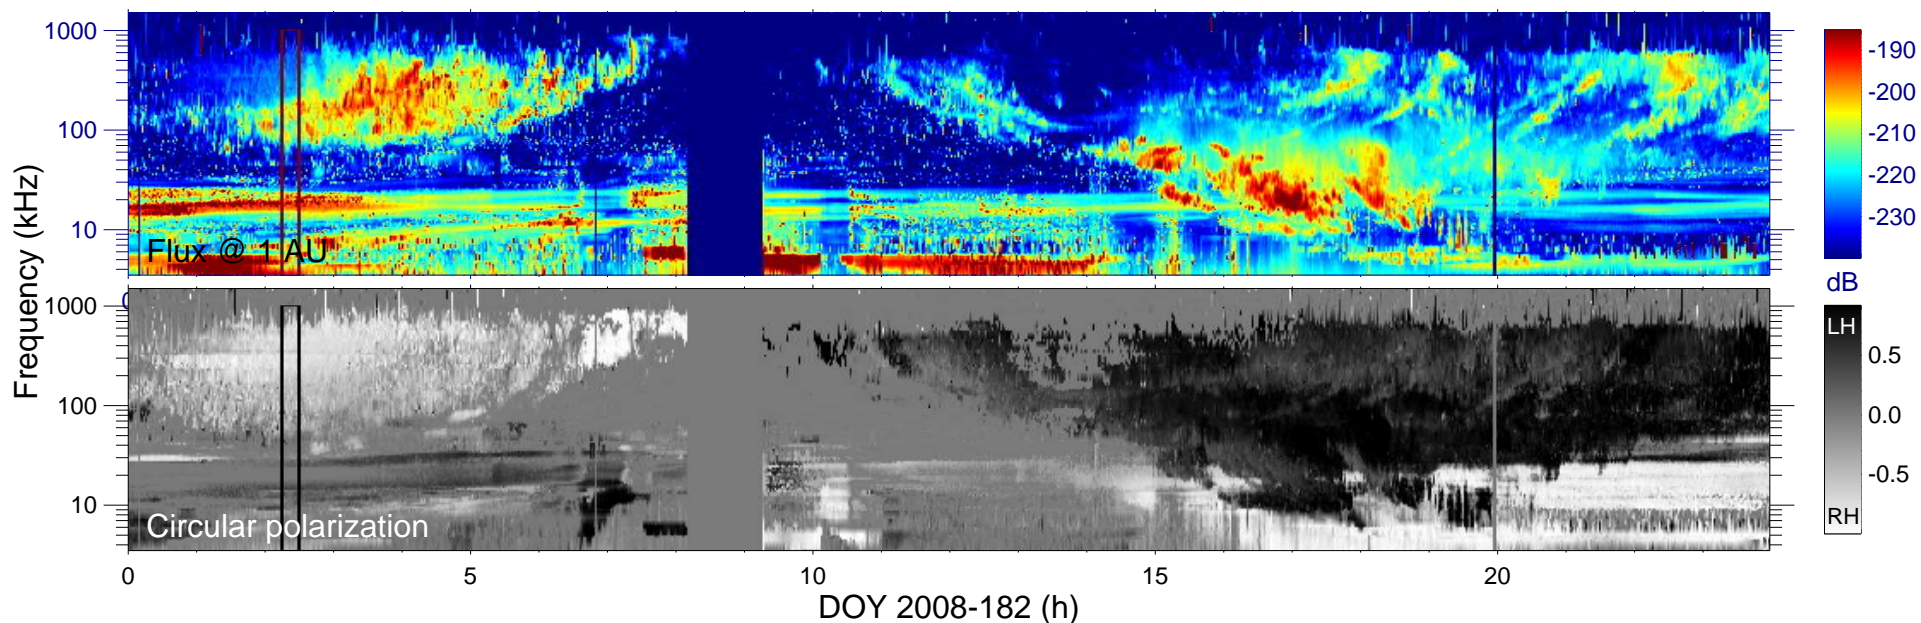 1000
100
10
Flux @ 1 AU
-190
-200
-210
-220
-230
dB
0
Frequency (kHz)
1000
100
10
Circular polarization
LH
0.5
0.0
-0.5
RH
0 5 10 15 20
DOY 2008-182 (h)